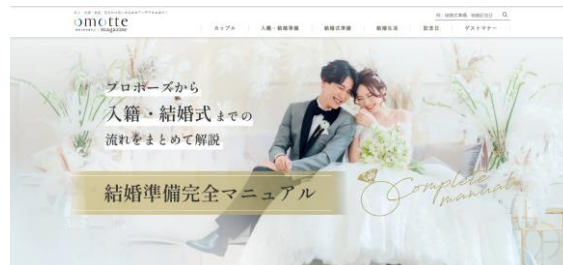 omotte
magazine
カップル
入籍・結婚準備
結婚式準備
結婚生活
記念日
ゲストマナー
プロポーズから
入籍・結婚式 までの
流れをまとめて解説
結婚準備完全マニュアル
Complete
manual